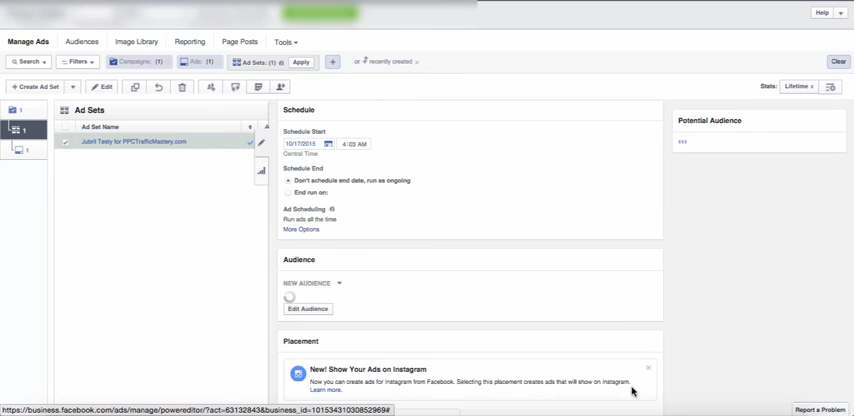 Help
Manage Ads Audiences Image Library Reporting Page Posts Tools
Search Filters Campaigns: (1) Ads: (1) Ad Sets: (1) Apply + or recently created × Clear
+ Create Ad Set Edit Stats: Lifetime
1
1
1
Ad Sets
Ad Set Name
Jubril Testy for PPCTrafficMastery.com
Schedule
Schedule Start
10/17/2015 4:03 AM
Central Time
Schedule End
Don't schedule end date, run as ongoing
End run on:
Ad Scheduling
Run ads all the time
More Options
Audience
NEW AUDIENCE
Edit Audience
Placement
New! Show Your Ads on Instagram ×
Now you can create ads for Instagram from Facebook. Selecting this placement creates ads that will show on Instagram.
Learn more.
Potential Audience
https://business.facebook.com/ads/manage/powereditor/?act=63132843&business_id=10153431030852969#
Report a Problem